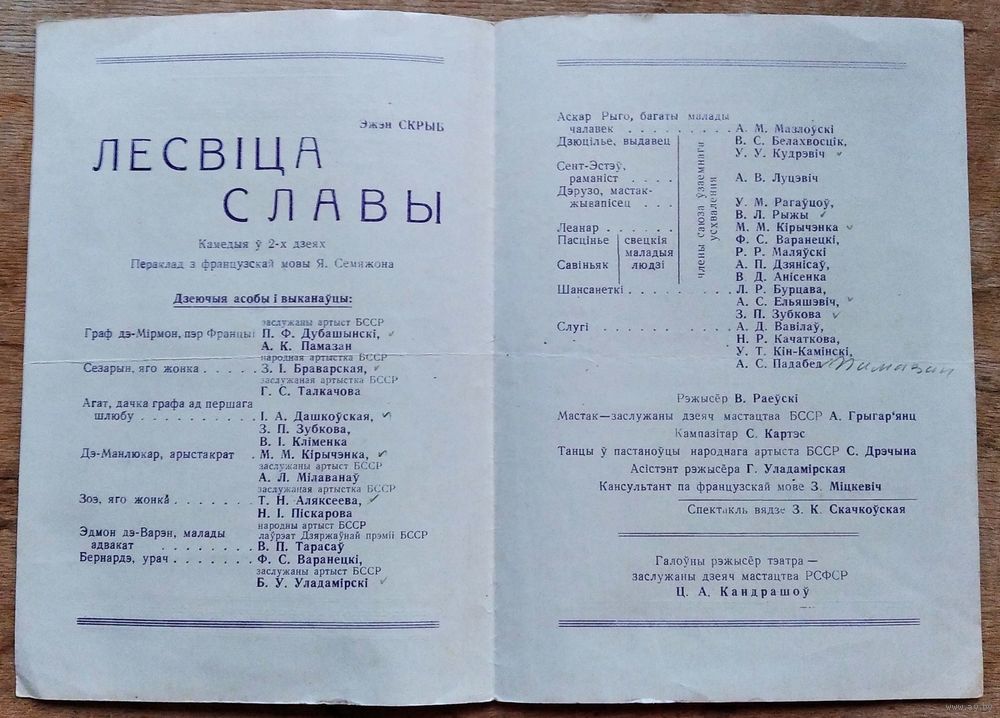 Эжэн СКРЫБ
ЛЕСВІЦА
СЛАВЫ
Камедыя ў 2-х дзеях
Пераклад з французскай мовы Я. Семяжона
Дзеючыя асобы і выканаўцы:
заслужаны артыст БССР
Граф дэ-Мірмон, пэр Францыі П. Ф. Дубашынскі,
А. К. Памазан
народная артыстка БССР
Сезарын, яго жонка . . . . . З. І. Браварская,
заслужаная артыстка БССР
Г. С. Талкачова
Агат, дачка графа ад першага
шлюбу . . . . . . . . . . І. А. Дашкоўская,
З. П. Зубкова,
В. І. Кліменка
Дэ-Манлюкар, арыстакрат . М. М. Кірычэнка,
заслужаны артыст БССР
А. Л. Мілаванаў
заслужаная артыстка БССР
Зоэ, яго жонка . . . . . . . Т. Н. Аляксеева,
Н. І. Піскарова
народны артыст БССР
Эдмон дэ-Варэн, малады лаўрэат Дзяржаўнай прэміі БССР
адвакат . . . . . . . . В. П. Тарасаў
Бернардэ, урач . . . . . . . Ф. С. Варанецкі,
заслужаны артыст БССР
Б. У. Уладамірскі
Аскар Рыго, багаты малады
чалавек . . . . . . . . . А. М. Мазлоўскі
Дзюцілье, выдавец В. С. Белахвосцік,
У. У. Кудрэвіч
Сент-Эстэў,
раманіст . . . . А. В. Луцэвіч
Дэрузо, мастак-
жывапісец . . . У. М. Рагаўцоў,
В. Л. Рыжы
члены саюза ўзаемнага
усхвалення
Леанар . . . . . . М. М. Кірычэнка
Пасцінье свецкія Ф. С. Варанецкі,
маладыя Р. Р. Маляўскі
Савіньяк людзі А. П. Дзянісаў,
В. Д. Анісенка
Шансанеткі . . . . . . . . . Л. Р. Бурцава,
А. С. Ельяшэвіч,
З. П. Зубкова
Слугі . . . . . . . . . . . А. Д. Вавілаў,
Н. Р. Качаткова,
У. Т. Кін-Камінскі,
А. С. Падабед Памазан
Рэжысёр В. Раеўскі
Мастак—заслужаны дзеяч мастацтва БССР А. Грыгар'янц
Кампазітар С. Картэс
Танцы ў пастаноўцы народнага артыста БССР С. Дрэчына
Асістэнт рэжысёра Г. Уладамірская
Кансультант па французскай мове З. Міцкевіч
Спектакль вядзе З. К. Скачкоўская
Галоўны рэжысёр тэатра —
заслужаны дзеяч мастацтва РСФСР
Ц. А. Кандрашоў
www.ay.by